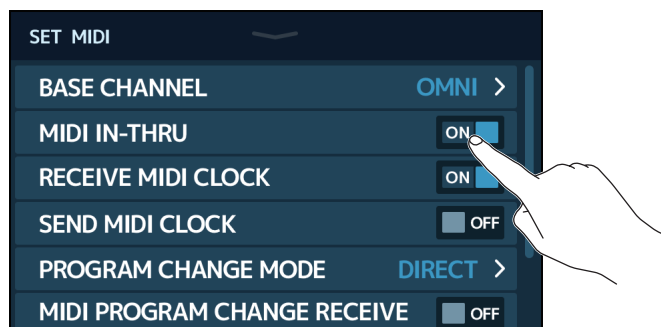 SET MIDI
BASE CHANNEL OMNI >
MIDI IN-THRU ON
RECEIVE MIDI CLOCK ON
SEND MIDI CLOCK OFF
PROGRAM CHANGE MODE DIRECT >
MIDI PROGRAM CHANGE RECEIVE OFF